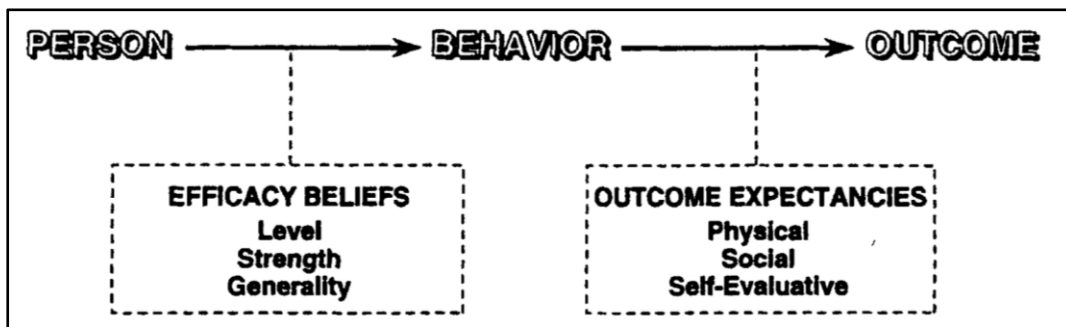 PERSON BEHAVIOR OUTCOME
EFFICACY BELIEFS
Level
Strength
Generality
OUTCOME EXPECTANCIES
Physical
Social
Self-Evaluative